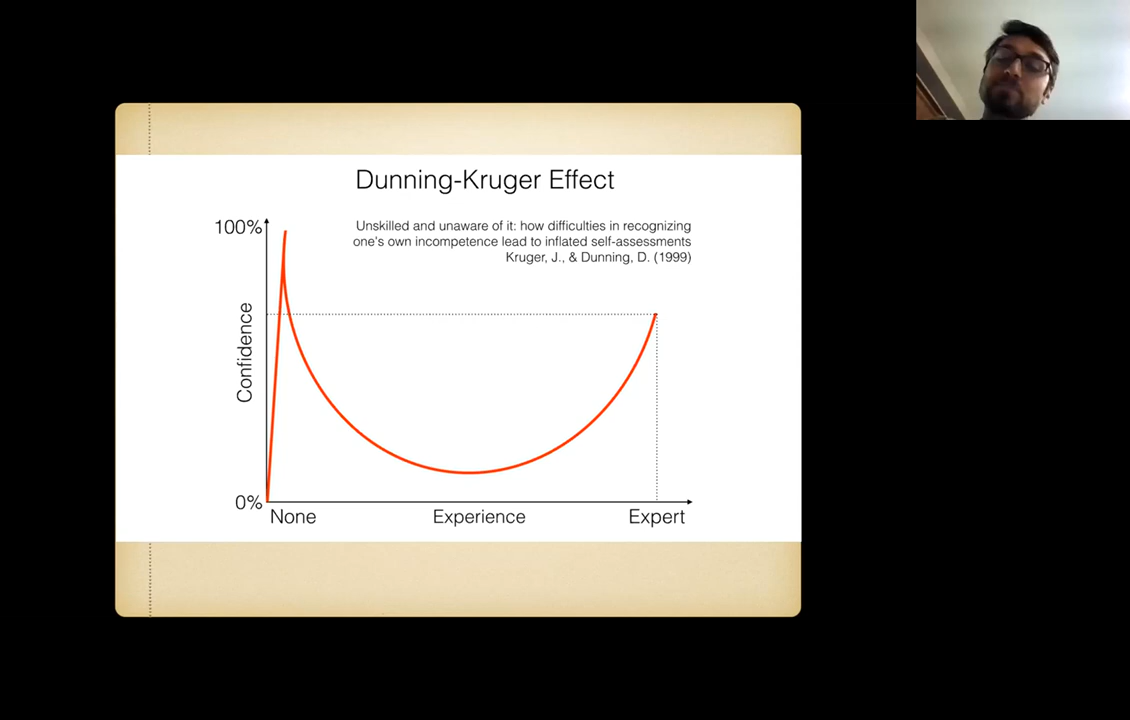 Dunning-Kruger Effect
Unskilled and unaware of it: how difficulties in recognizing
one's own incompetence lead to inflated self-assessments
Kruger, J., & Dunning, D. (1999)
100%
Confidence
0%
None
Experience
Expert